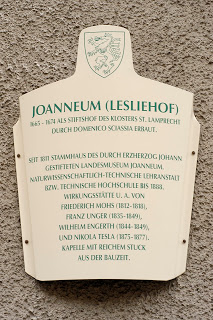 JOANNEUM (LESLIEHOF)
1665 - 1674 ALS STIFTSHOF DES KLOSTERS ST. LAMPRECHT
DURCH DOMENICO SCIASSIA ERBAUT.
SEIT 1811 STAMMHAUS DES DURCH ERZHERZOG JOHANN
GESTIFTETEN LANDESMUSEUM JOANNEUM.
NATURWISSENSCHAFTLICH-TECHNISCHE LEHRANSTALT
BZW. TECHNISCHE HOCHSCHULE BIS 1888.
WIRKUNGSSTÄTTE U. A. VON
FRIEDERICH MOHS (1812-1818),
FRANZ UNGER (1835-1849),
WILHELM ENGERTH (1844-1849),
UND NIKOLA TESLA (1875-1877).
KAPELLE MIT REICHEM STUCK
AUS DER BAUZEIT.